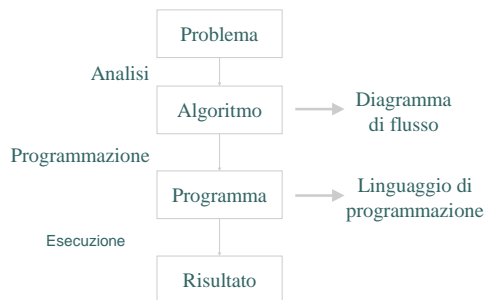 Problema
Analisi
Algoritmo
Diagramma
di flusso
Programmazione
Programma
Linguaggio di
programmazione
Esecuzione
Risultato